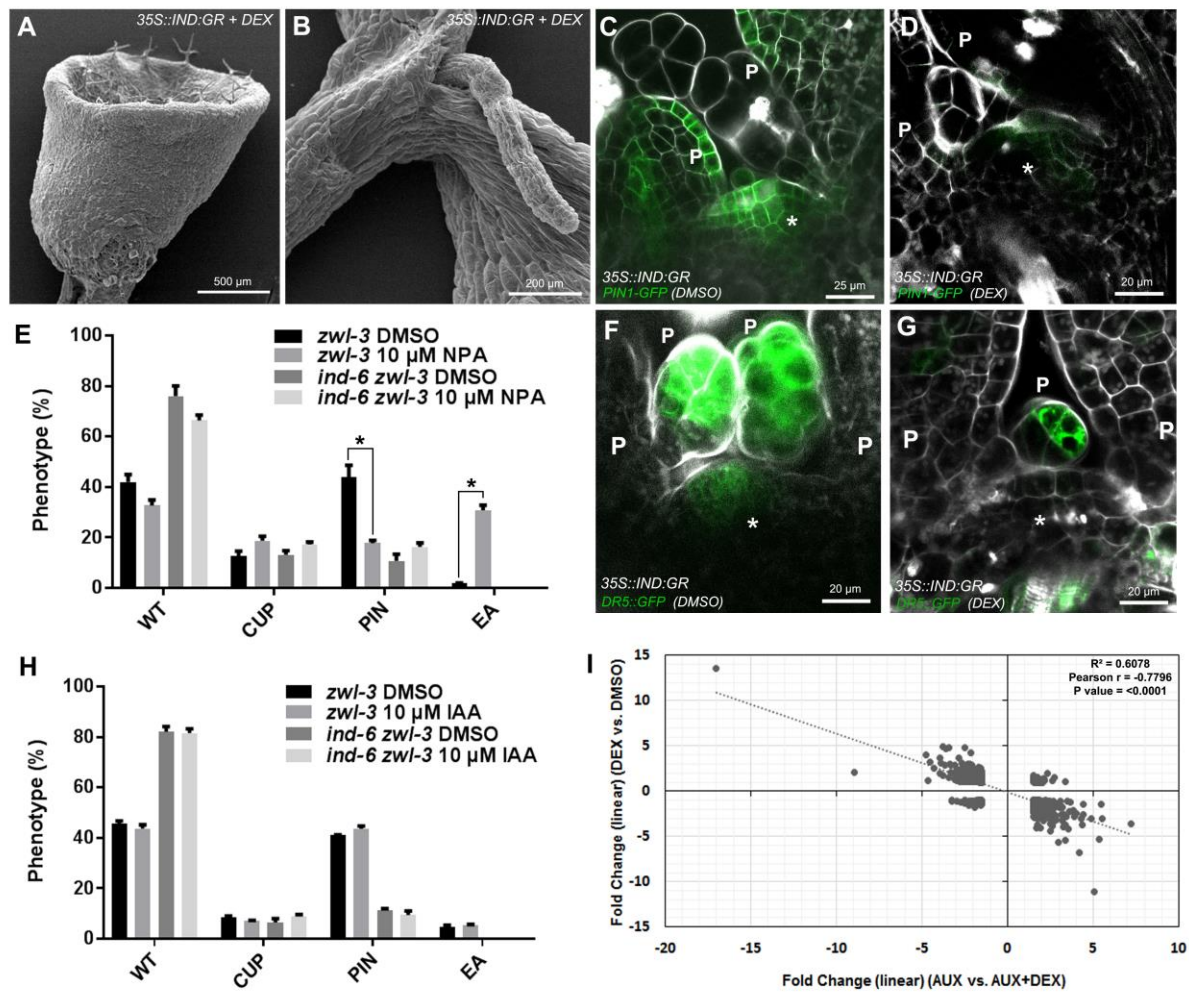 A
35S::IND:GR + DEX
500 µm
B
35S::IND:GR + DEX
200 µm
C
P
P
*
35S::IND:GR
PIN1-GFP (DMSO)
25 µm
D
P
P
*
35S::IND:GR
PIN1-GFP (DEX)
20 µm
E
100
80
60
40
20
0
Phenotype (%)
zwl-3 DMSO
zwl-3 10 µM NPA
ind-6 zwl-3 DMSO
ind-6 zwl-3 10 µM NPA
*
*
WT
CUP
PIN
EA
F
P
P
P
P
*
35S::IND:GR
DR5::GFP (DMSO)
20 µm
G
P
P
P
*
35S::IND:GR
DR5::GFP (DEX)
20 µm
H
100
80
60
40
20
0
Phenotype (%)
zwl-3 DMSO
zwl-3 10 µM IAA
ind-6 zwl-3 DMSO
ind-6 zwl-3 10 µM IAA
WT
CUP
PIN
EA
I
R² = 0.6078
Pearson r = -0.7796
P value = <0.0001
15
10
5
0
-5
-10
-15
Fold Change (linear) (DEX vs. DMSO)
-20
-15
-10
-5
0
5
10
Fold Change (linear) (AUX vs. AUX+DEX)